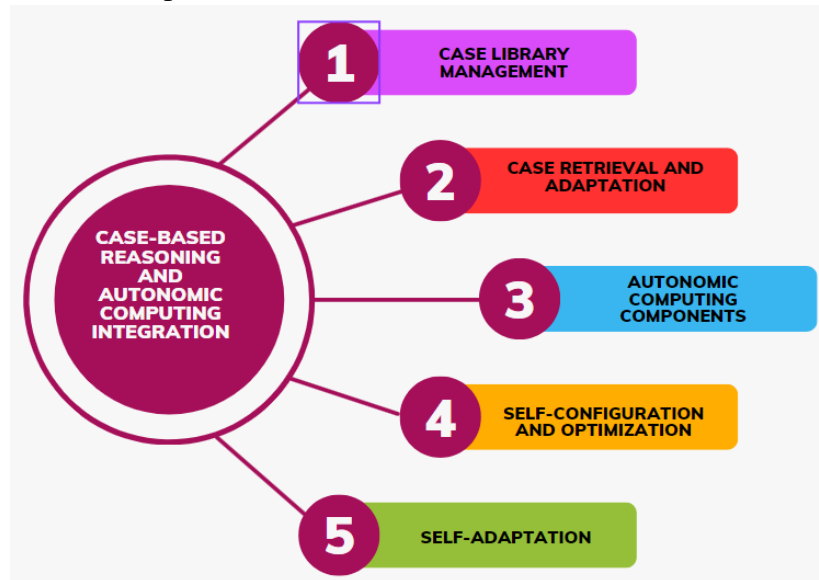 1
CASE LIBRARY
MANAGEMENT
2
CASE RETRIEVAL AND
ADAPTATION
CASE-BASED
REASONING
AND
AUTONOMIC
COMPUTING
INTEGRATION
3
AUTONOMIC
COMPUTING
COMPONENTS
4
SELF-CONFIGURATION
AND OPTIMIZATION
5
SELF-ADAPTATION